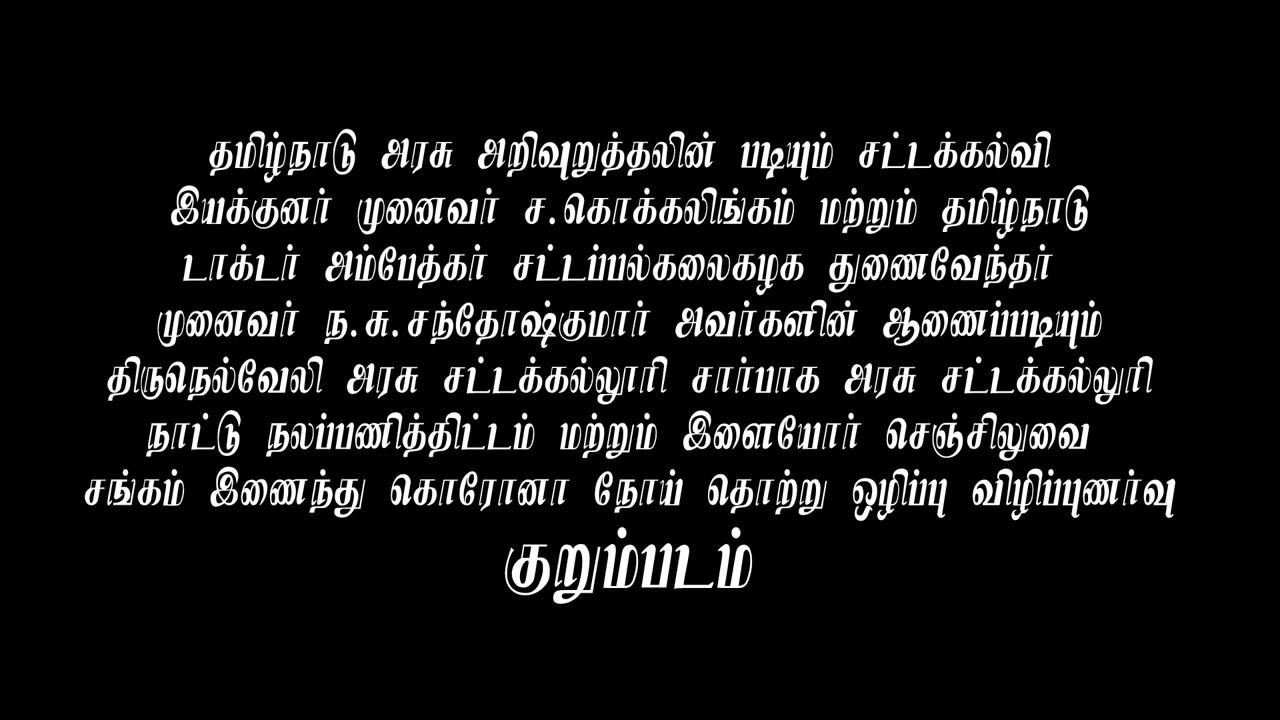 தமிழ்நாடு அரசு அறிவுறுத்தலின் படியும் சட்டக்கல்வி
இயக்குனர் முனைவர் ச.கொக்கலிங்கம் மற்றும் தமிழ்நாடு
டாக்டர் அம்பேத்கர் சட்டப்பல்கலைகழக துணைவேந்தர்
முனைவர் ந.சு.சந்தோஷ்குமார் அவர்களின் ஆணைப்படியும்
திருநெல்வேலி அரசு சட்டக்கல்லூரி சார்பாக அரசு சட்டக்கல்லுரி
நாட்டு நலப்பணித்திட்டம் மற்றும் இளையோர் செஞ்சிலுவை
சங்கம் இணைந்து கொரோனா நோய் தொற்று ஒழிப்பு விழிப்புணர்வு
குறும்படம்